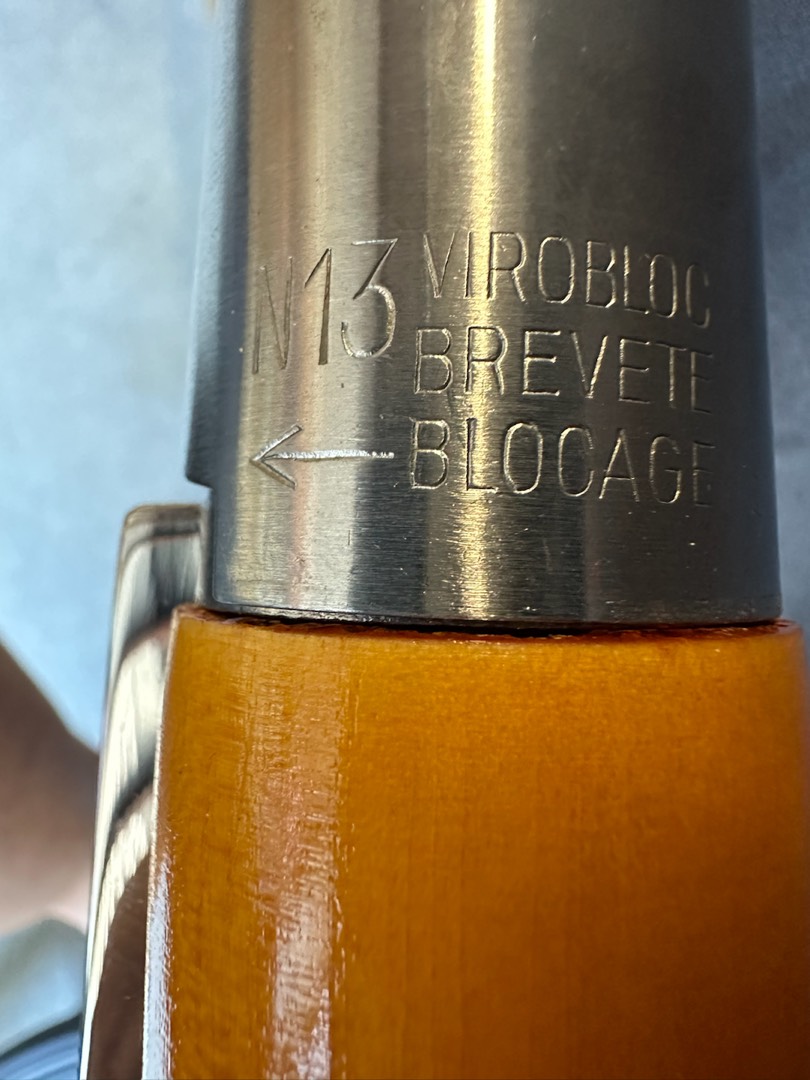 N13
VIROBLOC
BREVETE
← BLOCAGE